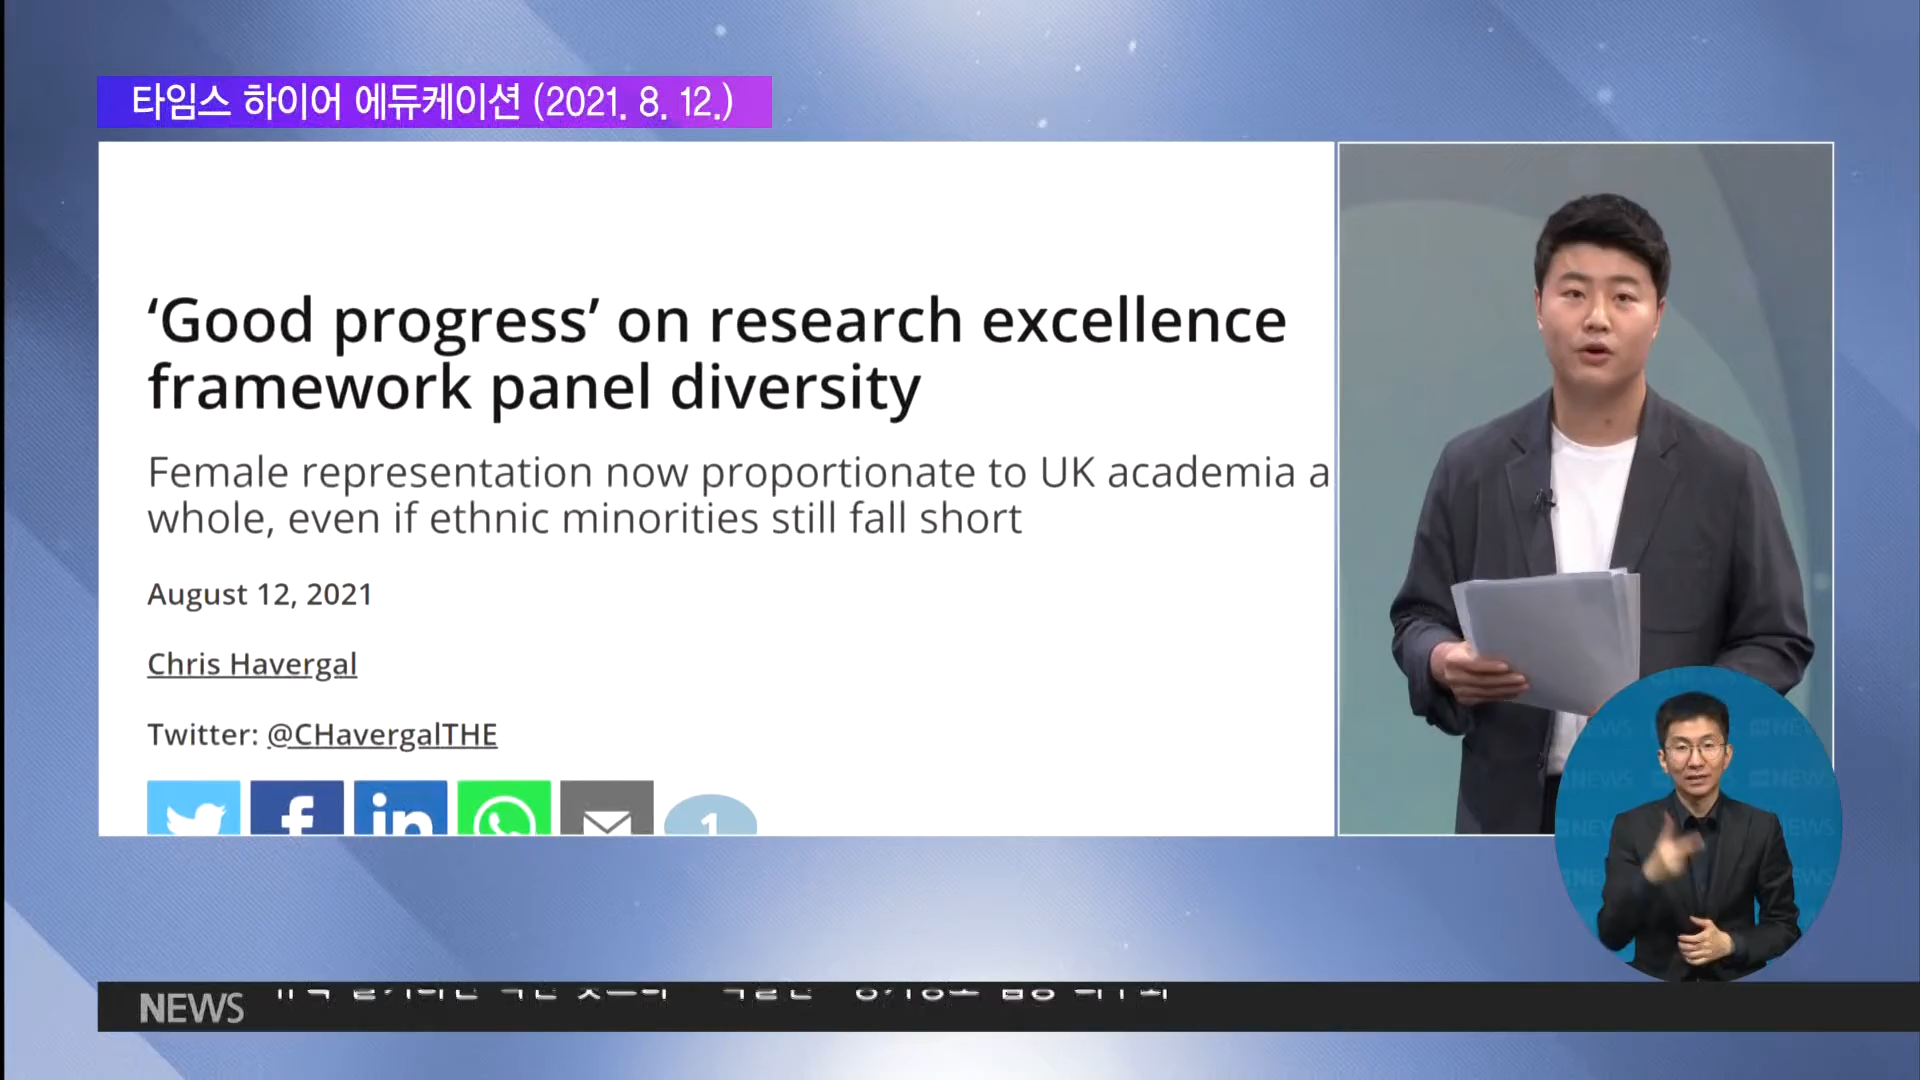 타임스 하이어 에듀케이션 (2021. 8. 12.)
‘Good progress’ on research excellence
framework panel diversity
Female representation now proportionate to UK academia a
whole, even if ethnic minorities still fall short
August 12, 2021
Chris Havergal
Twitter: @CHavergalTHE
1
NEWS